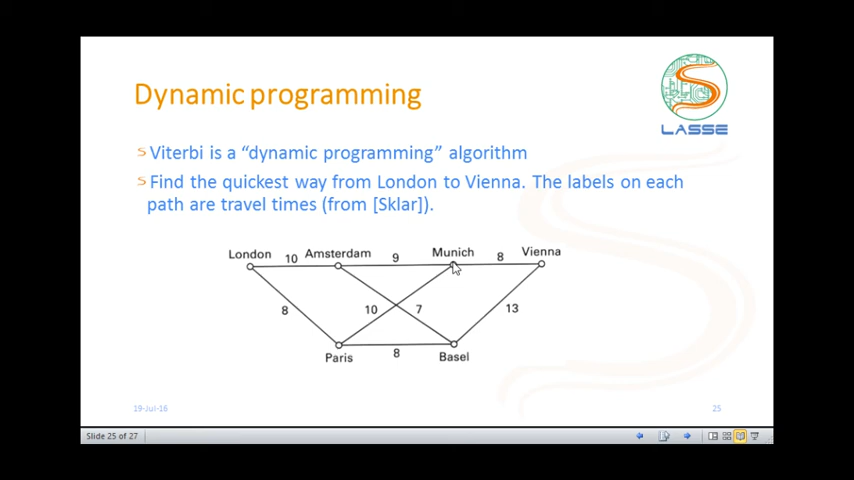 Dynamic programming
LASSE
Viterbi is a “dynamic programming” algorithm
Find the quickest way from London to Vienna. The labels on each
path are travel times (from [Sklar]).
London 10 Amsterdam 9 Munich 8 Vienna
8 10 7 13
Paris 8 Basel
19-Jul-16 25
Slide 25 of 27